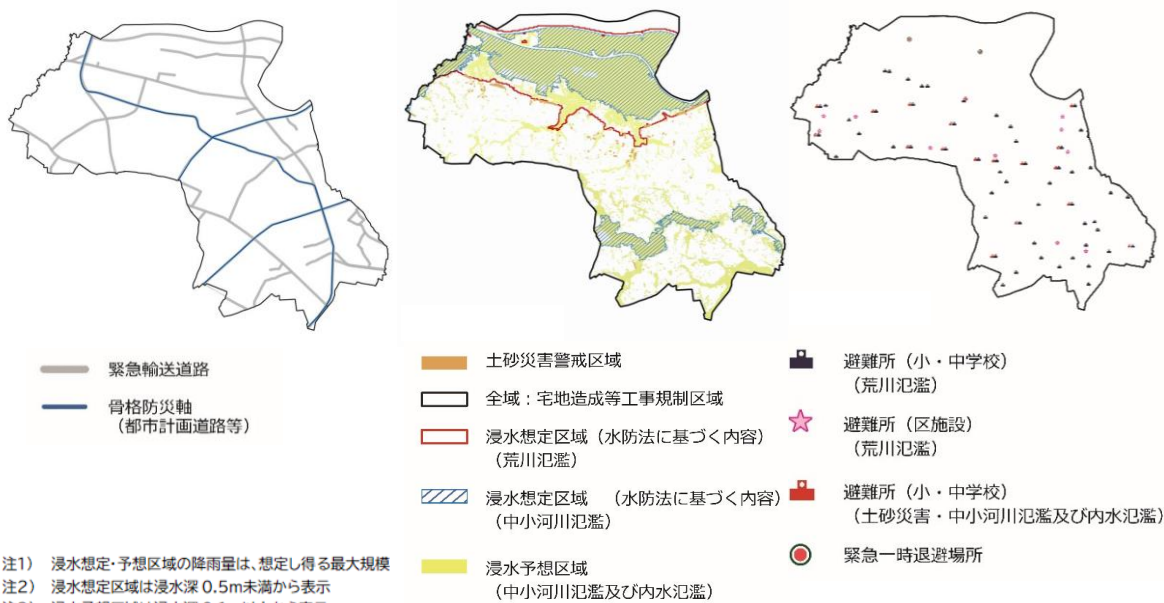 緊急輸送道路
骨格防災軸
（都市計画道路等）
土砂災害警戒区域
全域：宅地造成等工事規制区域
浸水想定区域（水防法に基づく内容）
（荒川氾濫）
浸水想定区域　（水防法に基づく内容）
（中小河川氾濫）
浸水予想区域
（中小河川氾濫及び内水氾濫）
避難所（小・中学校）
（荒川氾濫）
避難所（区施設）
（荒川氾濫）
避難所（小・中学校）
（土砂災害・中小河川氾濫及び内水氾濫）
緊急一時退避場所
注1）　浸水想定・予想区域の降雨量は、想定し得る最大規模
注2）　浸水想定区域は浸水深 0.5m未満から表示